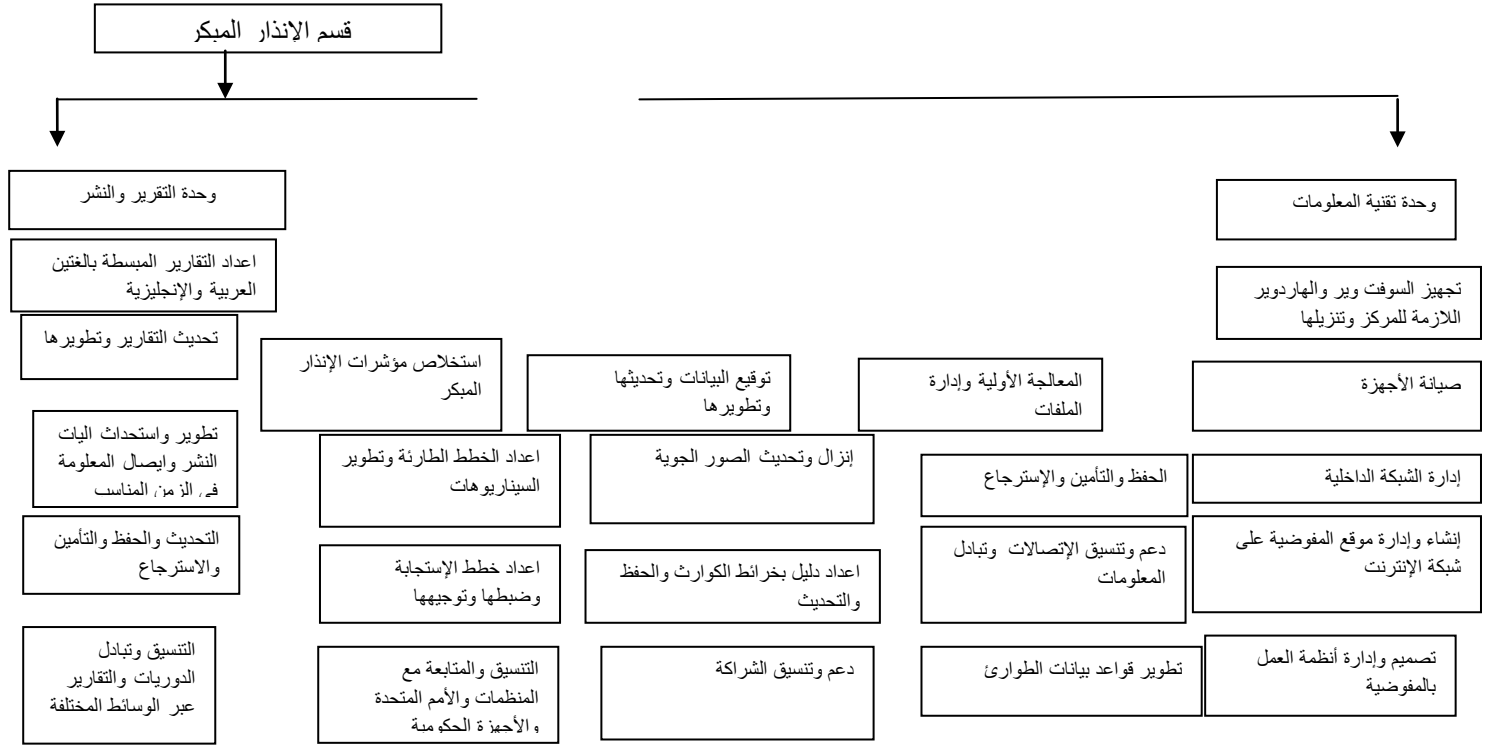 قسم الإنذار المبكر
وحدة تقنية المعلومات
تجهيز السوفت وير والهاردوير
اللازمة للمركز وتنزيلها
صيانة الأجهزة
إدارة الشبكة الداخلية
إنشاء وإدارة موقع المفوضية على
شبكة الإنترنت
تصميم وإدارة أنظمة العمل
بالمفوضية
المعالجة الأولية وإدارة
الملفات
الحفظ والتأمين والإسترجاع
دعم وتنسيق الإتصالات وتبادل
المعلومات
تطوير قواعد بيانات الطوارئ
توقيع البيانات وتحديثها
وتطويرها
إنزال وتحديث الصور الجوية
اعداد دليل بخرائط الكوارث والحفظ
والتحديث
دعم وتنسيق الشراكة
استخلاص مؤشرات الإنذار
المبكر
اعداد الخطط الطارئة وتطوير
السيناريوهات
اعداد خطط الإستجابة
وضبطها وتوجيهها
التنسيق والمتابعة مع
المنظمات والأمم المتحدة
والأجهزة الحكومية
وحدة التقرير والنشر
اعداد التقارير المبسطة بالغتين
العربية والإنجليزية
تحديث التقارير وتطويرها
تطوير واستحداث اليات
النشر وايصال المعلومة
في الزمن المناسب
التحديث والحفظ والتأمين
والاسترجاع
التنسيق وتبادل
الدوريات والتقارير
عبر الوسائط المختلفة